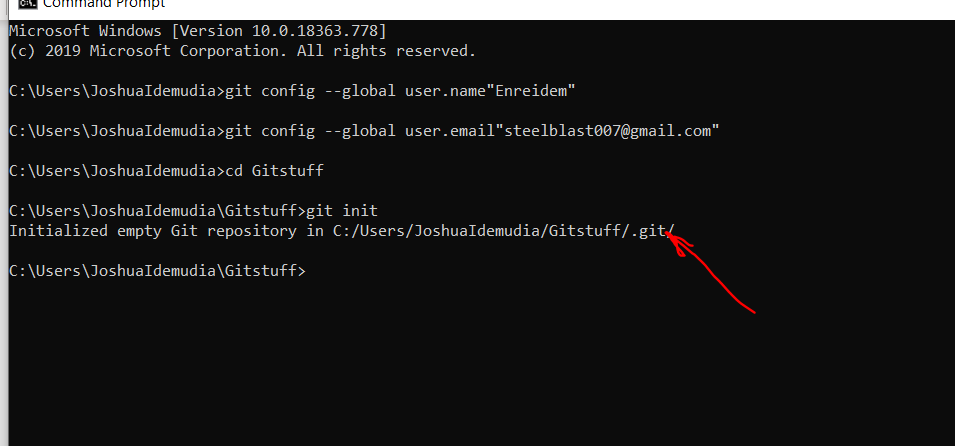 Command Prompt
Microsoft Windows [Version 10.0.18363.778]
(c) 2019 Microsoft Corporation. All rights reserved.
C:\Users\JoshuaIdemudia>git config --global user.name"Enreidem"
C:\Users\JoshuaIdemudia>git config --global user.email"steelblast007@gmail.com"
C:\Users\JoshuaIdemudia>cd Gitstuff
C:\Users\JoshuaIdemudia\Gitstuff>git init
Initialized empty Git repository in C:/Users/JoshuaIdemudia/Gitstuff/.git/
C:\Users\JoshuaIdemudia\Gitstuff>